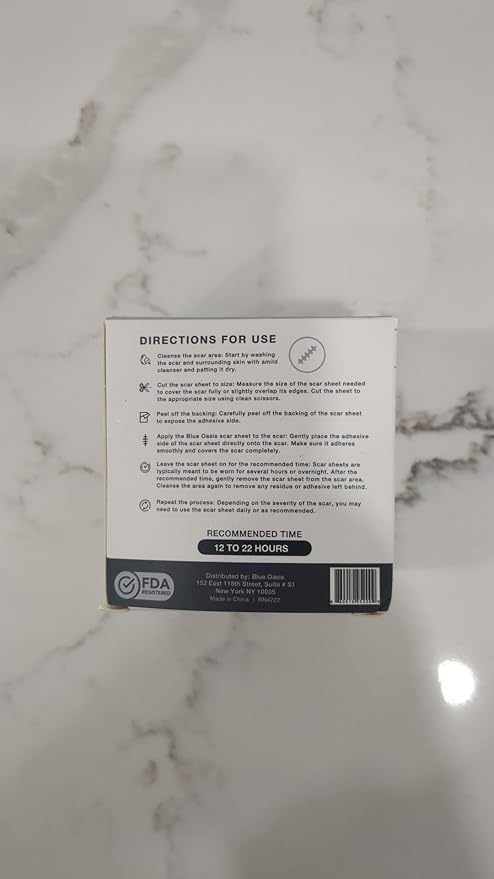 DIRECTIONS FOR USE
Cleanse the scar area: Start by washing
the scar and surrounding skin with amild
cleanser and patting it dry.
Cut the scar sheet to size: Measure the size of the scar sheet needed
to cover the scar fully or slightly overlap its edges. Cut the sheet to
the appropriate size using clean scissors.
Peel off the backing: Carefully peel off the backing of the scar sheet
to expose the adhesive side.
Apply the Blue Oasis scar sheet to the scar: Gently place the adhesive
side of the scar sheet directly onto the scar. Make sure it adheres
smoothly and covers the scar completely.
Leave the scar sheet on for the recommended time: Scar sheets are
typically meant to be worn for several hours or overnight. After the
recommended time, gently remove the scar sheet from the scar area.
Cleanse the area again to remove any residue or adhesive left behind.
Repeat the process: Depending on the severity of the scar, you may
need to use the scar sheet daily or as recommended.
RECOMMENDED TIME
12 TO 22 HOURS
FDA
REGISTERED
Distributed by: Blue Oasis
152 East 118th Street, Suite # S1
New York NY 10035
Made in China | RN4222